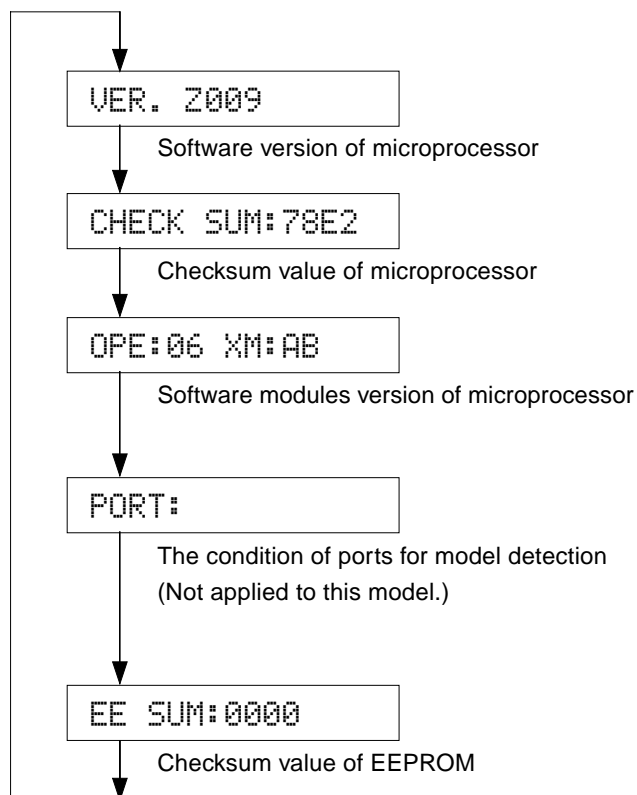 VER. Z009
Software version of microprocessor
CHECK SUM:78E2
Checksum value of microprocessor
OPE:06 XM:AB
Software modules version of microprocessor
PORT:
The condition of ports for model detection
(Not applied to this model.)
EE SUM:0000
Checksum value of EEPROM